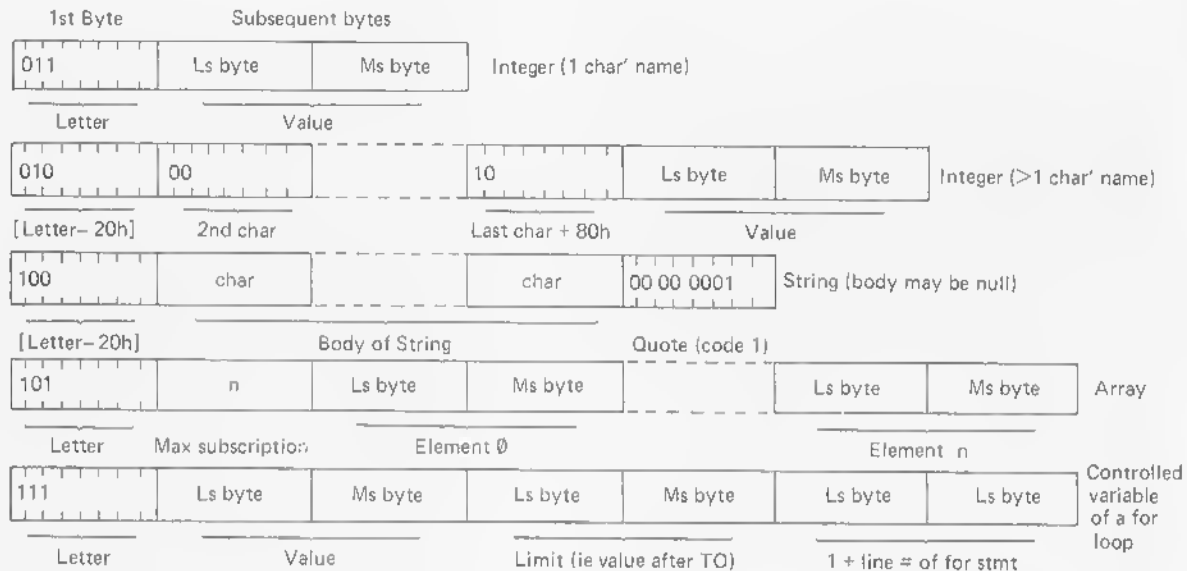 1st Byte Subsequent bytes
011 Ls byte Ms byte Integer (1 char' name)
Letter Value
010 00 10 Ls byte Ms byte Integer (>1 char' name)
[Letter– 20h] 2nd char Last char + 80h Value
100 char char 00 00 0001 String (body may be null)
[Letter– 20h] Body of String Quote (code 1)
101 n Ls byte Ms byte Ls byte Ms byte Array
Letter Max subscription Element Ø Element n
111 Ls byte Ms byte Ls byte Ms byte Ls byte Ls byte Controlled
variable
of a for
loop
Letter Value Limit (ie value after TO) 1 + line # of for stmt